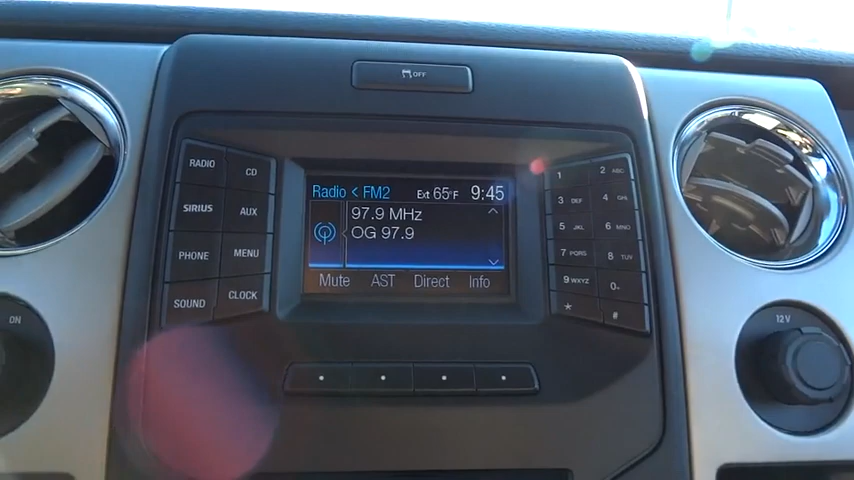 OFF
RADIO CD
SIRIUS AUX
PHONE MENU
SOUND CLOCK
Radio < FM2 Ext 65°F 9:45
97.9 MHz
OG 97.9
Mute AST Direct Info
1 2 ABC
3 DEF 4 GHI
5 JKL 6 MNO
7 PQRS 8 TUV
9 WXYZ 0
* #
ON
12V